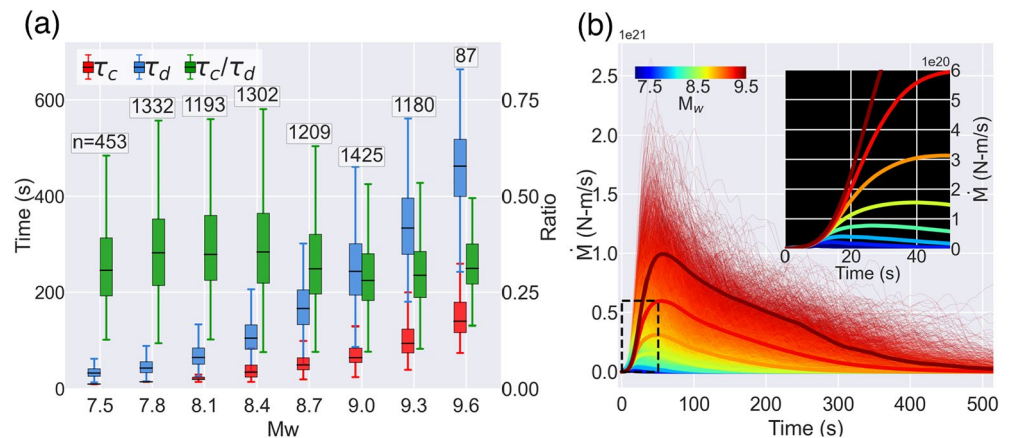 (a)
τc τd τc/τd
n=453
1332
1193
1302
1209
1425
1180
87
Time (s)
600
400
200
0
0.75
0.50
0.25
0.00
Ratio
7.5 7.8 8.1 8.4 8.7 9.0 9.3 9.6
Mw
(b)
1e21
2.5
2.0
1.5
1.0
0.5
0.0
Ṁ (N-m/s)
7.5 8.5 9.5
Mw
1e20
6
5
4
3
2
1
0
Ṁ (N-m/s)
0 20 40
Time (s)
0 100 200 300 400 500
Time (s)